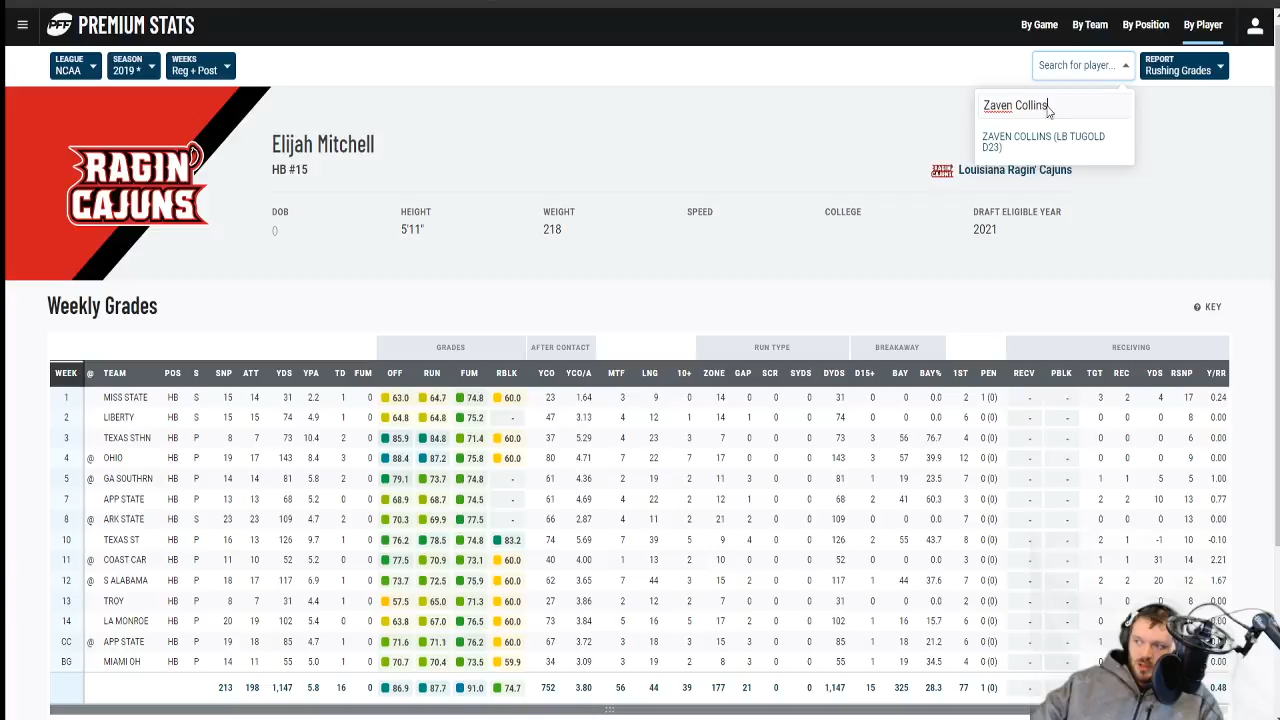 PFF PREMIUM STATS By Game By Team By Position By Player
LEAGUE SEASON WEEKS REPORT
NCAA 2019 * Reg + Post Search for player... Rushing Grades
Zaven Collins
ZAVEN COLLINS (LB TUGOLD
D23)
RAGIN'
CAJUNS
Elijah Mitchell
HB #15 Louisiana Ragin' Cajuns
DOB HEIGHT WEIGHT SPEED COLLEGE DRAFT ELIGIBLE YEAR
() 5'11" 218 2021
Weekly Grades KEY
GRADES AFTER CONTACT RUN TYPE BREAKAWAY RECEIVING
WEEK @ TEAM POS S SNP ATT YDS YPA TD FUM OFF RUN FUM RBLK YCO YCO/A MTF LNG 10+ ZONE GAP SCR SYDS DYDS D15+ BAY BAY% 1ST PEN RECV PBLK TGT REC YDS RSNP Y/RR
1 MISS STATE HB S 15 14 31 2.2 1 0 63.0 64.7 74.8 60.0 23 1.64 3 9 0 14 0 0 0 31 0 0 0.0 2 1 (0) - - 3 2 4 17 0.24
2 LIBERTY HB S 15 15 74 4.9 1 0 64.8 64.8 75.2 - 47 3.13 4 12 1 14 0 0 0 74 0 0 0.0 6 0 (0) - - 0 0 0 8 0.00
3 TEXAS STHN HB P 8 7 73 10.4 2 0 85.9 84.8 71.4 60.0 37 5.29 4 23 3 7 0 0 0 73 3 56 76.7 4 0 (0) - - 0 0 0 3 0.00
4 @ OHIO HB P 19 17 143 8.4 3 0 88.4 87.2 75.8 60.0 80 4.71 7 22 7 17 0 0 0 143 3 57 39.9 12 0 (0) - - 0 0 0 9 0.00
5 @ GA SOUTHRN HB P 14 14 81 5.8 2 0 79.1 73.7 74.8 - 61 4.36 2 19 2 11 3 0 0 81 1 19 23.5 7 0 (0) - - 1 1 5 5 1.00
7 APP STATE HB P 13 13 68 5.2 0 0 68.9 68.7 74.5 - 61 4.69 4 22 2 12 1 0 0 68 2 41 60.3 3 0 (0) - - 2 2 10 13 0.77
8 @ ARK STATE HB S 23 23 109 4.7 2 0 70.3 69.9 77.5 - 66 2.87 4 11 2 21 2 0 0 109 0 0 0.0 7 0 (0) - - 0 0 0 13 0.00
10 TEXAS ST HB P 16 13 126 9.7 1 0 76.2 78.5 74.8 83.2 74 5.69 7 39 5 9 4 0 0 126 2 55 43.7 8 0 (0) - - 2 1 -1 10 -0.10
11 @ COAST CAR HB P 11 10 52 5.2 0 0 77.5 70.9 73.1 60.0 40 4.00 1 13 2 10 0 0 0 52 0 0 0.0 3 0 (0) - - 1 1 31 14 2.21
12 @ S ALABAMA HB P 18 17 117 6.9 1 0 73.7 72.5 75.9 60.0 62 3.65 7 44 3 15 2 0 0 117 1 44 37.6 7 0 (0) - - 2 2 20 12 1.67
13 TROY HB P 8 7 31 4.4 1 0 57.5 65.0 71.3 60.0 27 3.86 2 12 2 7 0 0 0 31 0 0 0.0 3 0 (0) - - 1 0 0 8 0.00
14 LA MONROE HB P 20 19 102 5.4 0 0 63.8 67.0 76.5 60.0 73 3.84 5 16 5 17 2 0 0 102 1 16 15.7 6 0 (0) - - 1 0.00
CC @ APP STATE HB P 19 18 85 4.7 1 0 71.6 71.1 76.2 60.0 67 3.72 3 18 3 15 3 0 0 85 1 18 21.2 6 0 (0) - - 1 0.00
BG MIAMI OH HB P 14 11 55 5.0 1 0 70.7 70.4 73.5 59.9 34 3.09 3 19 2 8 3 0 0 55 1 19 34.5 4 0 (0) - - 2 0.00
213 198 1,147 5.8 16 0 86.9 87.7 91.0 74.7 752 3.80 56 44 39 177 21 0 0 1,147 15 325 28.3 77 1 (0) - - 0.48